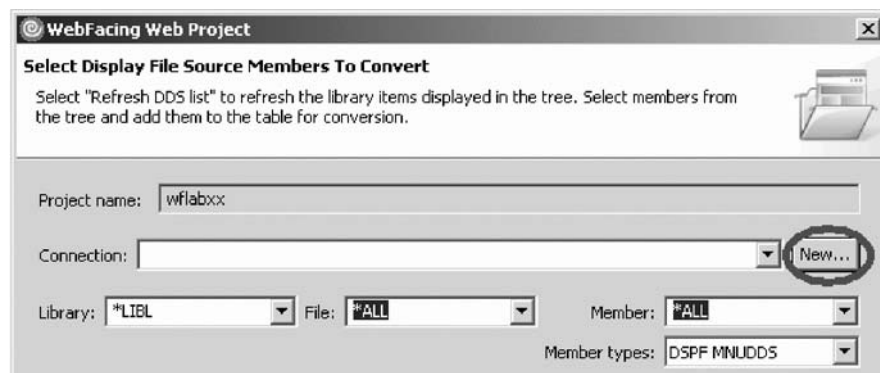 WebFacing Web Project
Select Display File Source Members To Convert
Select "Refresh DDS list" to refresh the library items displayed in the tree. Select members from
the tree and add them to the table for conversion.
Project name: wflabxx
Connection: New...
Library: *LIBL File: *ALL Member: *ALL
Member types: DSPF MNUDDS